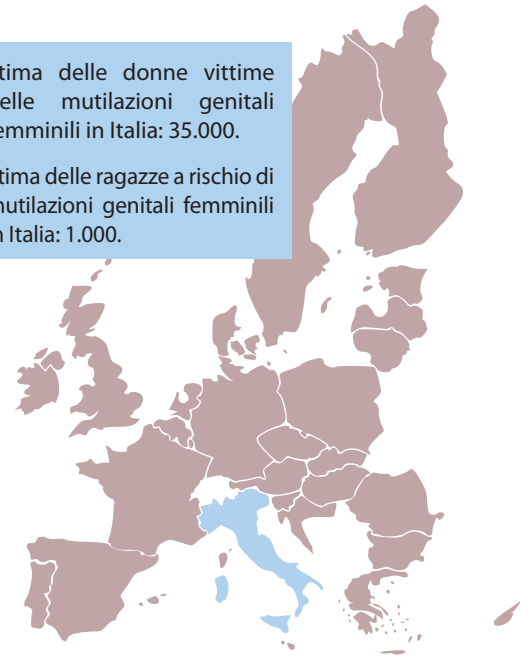 tima delle donne vittime
elle mutilazioni genitali
emminili in Italia: 35.000.
tima delle ragazze a rischio di
nutilazioni genitali femminili
n Italia: 1.000.